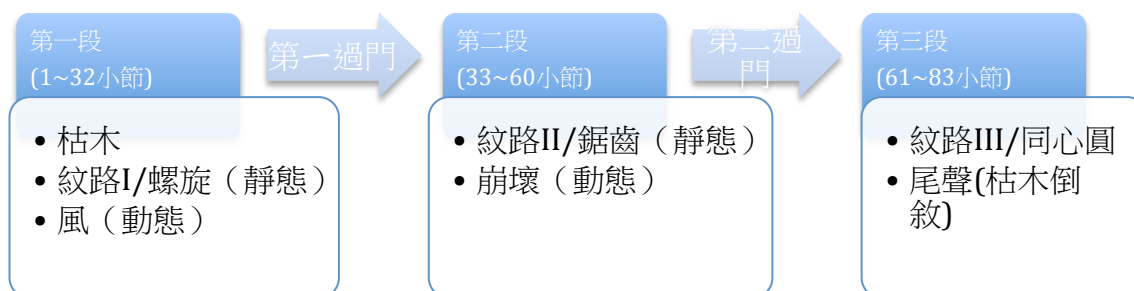 第一段
(1~32小節)
• 枯木
• 紋路I/螺旋（靜態）
• 風（動態）
第一過門
第二段
(33~60小節)
• 紋路II/鋸齒（靜態）
• 崩壞（動態）
第二過
門
第三段
(61~83小節)
• 紋路III/同心圓
• 尾聲(枯木倒
敘)